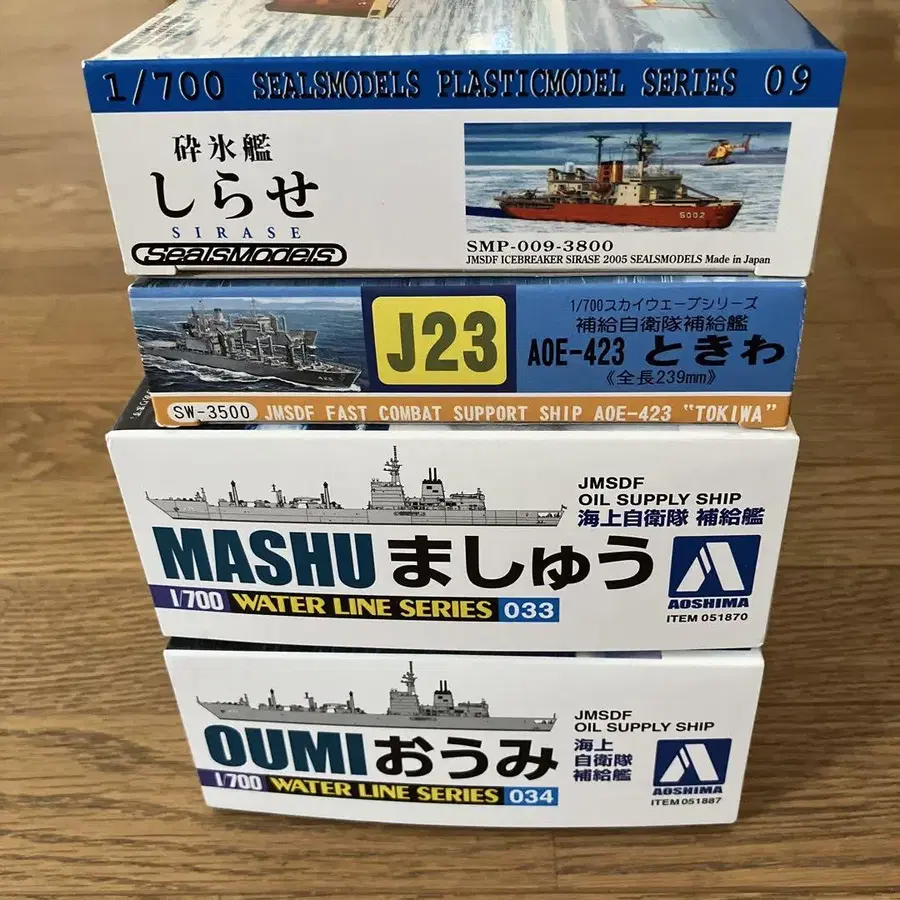 1/700 SEALSMODELS PLASTICMODEL SERIES 09
砕氷艦
しらせ
SIRASE
SealsModels
5002
SMP-009-3800
JMSDF ICEBREAKER SIRASE 2005 SEALSMODELS Made in Japan
J23
1/700スカイウェーブシリーズ
補給自衛隊補給艦
AOE-423 ときわ
《全長239mm》
SW-3500 JMSDF FAST COMBAT SUPPORT SHIP AOE-423 "TOKIWA"
JMSDF
OIL SUPPLY SHIP
海上自衛隊 補給艦
MASHU ましゅう
1/700 WATER LINE SERIES 033
AOSHIMA
ITEM 051870
JMSDF
OIL SUPPLY SHIP
海上
自衛隊
補給艦
OUMI おうみ
1/700 WATER LINE SERIES 034
AOSHIMA
ITEM 051887